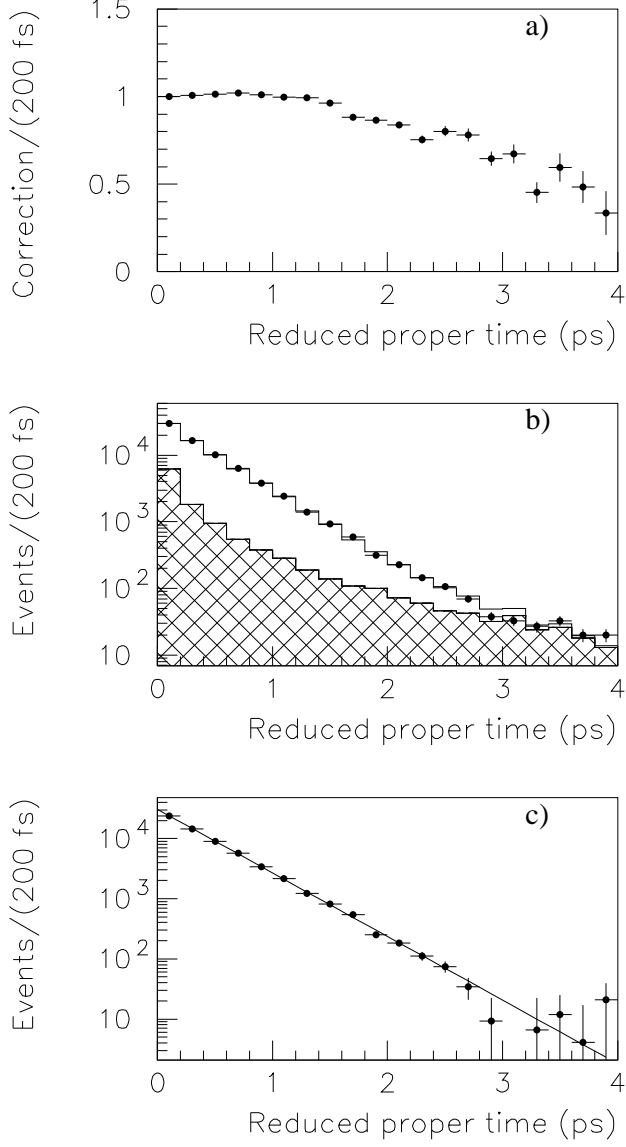 a)
Correction/(200 fs)
1.5
1
0.5
0
0 1 2 3 4
Reduced proper time (ps)
b)
Events/(200 fs)
10^4
10^3
10^2
10
0 1 2 3 4
Reduced proper time (ps)
c)
Events/(200 fs)
10^4
10^3
10^2
10
0 1 2 3 4
Reduced proper time (ps)